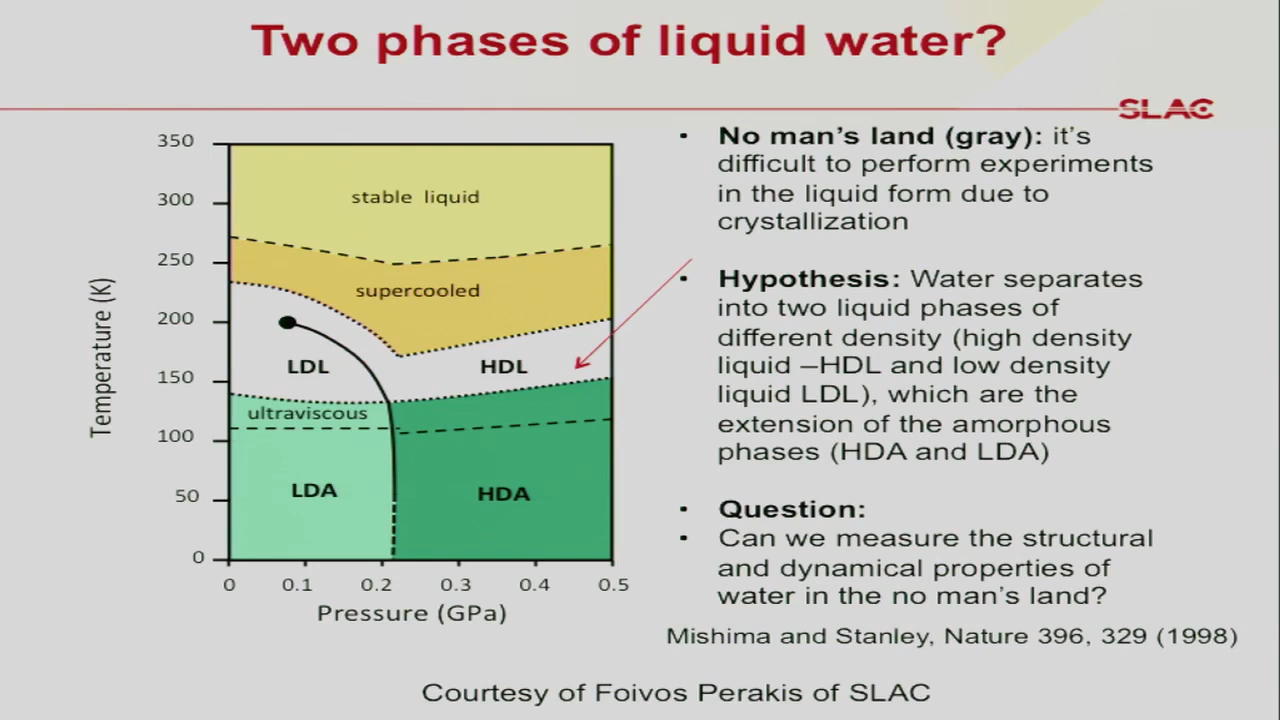 Two phases of liquid water?
SLAC
350
300
250
200
150
100
50
0
Temperature (K)
stable liquid
supercooled
LDL
HDL
ultraviscous
LDA
HDA
0 0.1 0.2 0.3 0.4 0.5
Pressure (GPa)
• No man's land (gray): it's
difficult to perform experiments
in the liquid form due to
crystallization
• Hypothesis: Water separates
into two liquid phases of
different density (high density
liquid –HDL and low density
liquid LDL), which are the
extension of the amorphous
phases (HDA and LDA)
• Question:
• Can we measure the structural
and dynamical properties of
water in the no man's land?
Mishima and Stanley, Nature 396, 329 (1998)
Courtesy of Foivos Perakis of SLAC